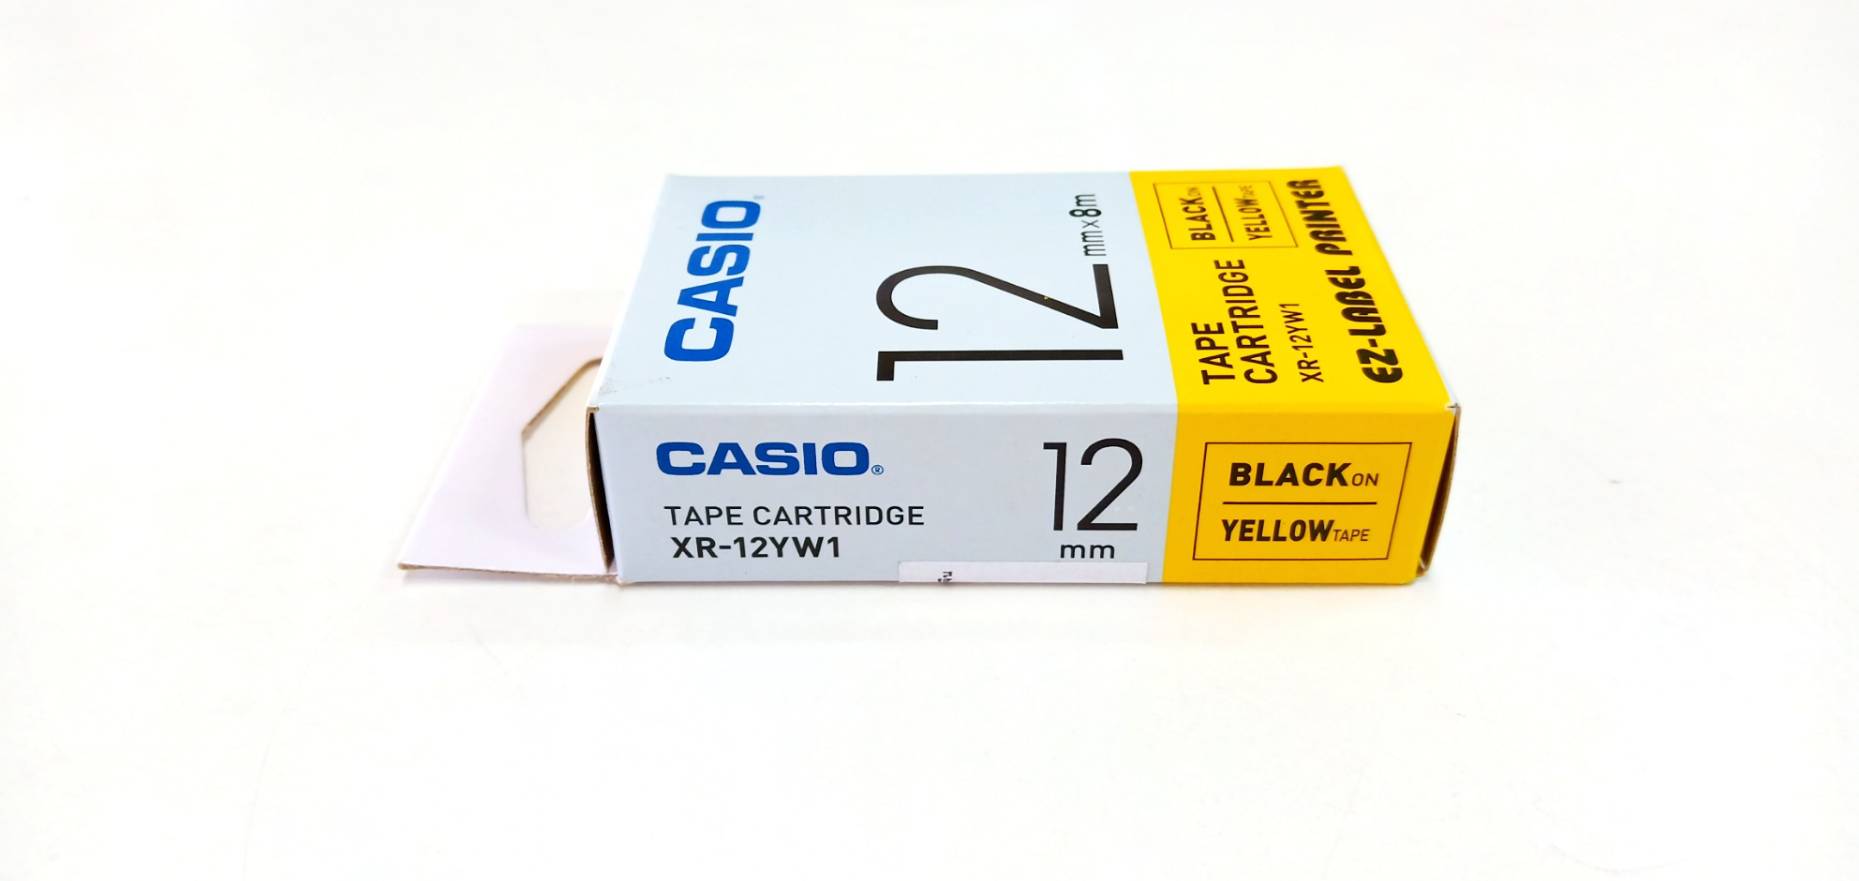 CASIO
12 mm×8m
BLACK ON
YELLOW TAPE
TAPE
CARTRIDGE
XR-12YW1
EZ-LABEL PRINTER
CASIO®
TAPE CARTRIDGE
XR-12YW1
12
mm
BLACK ON
YELLOW TAPE